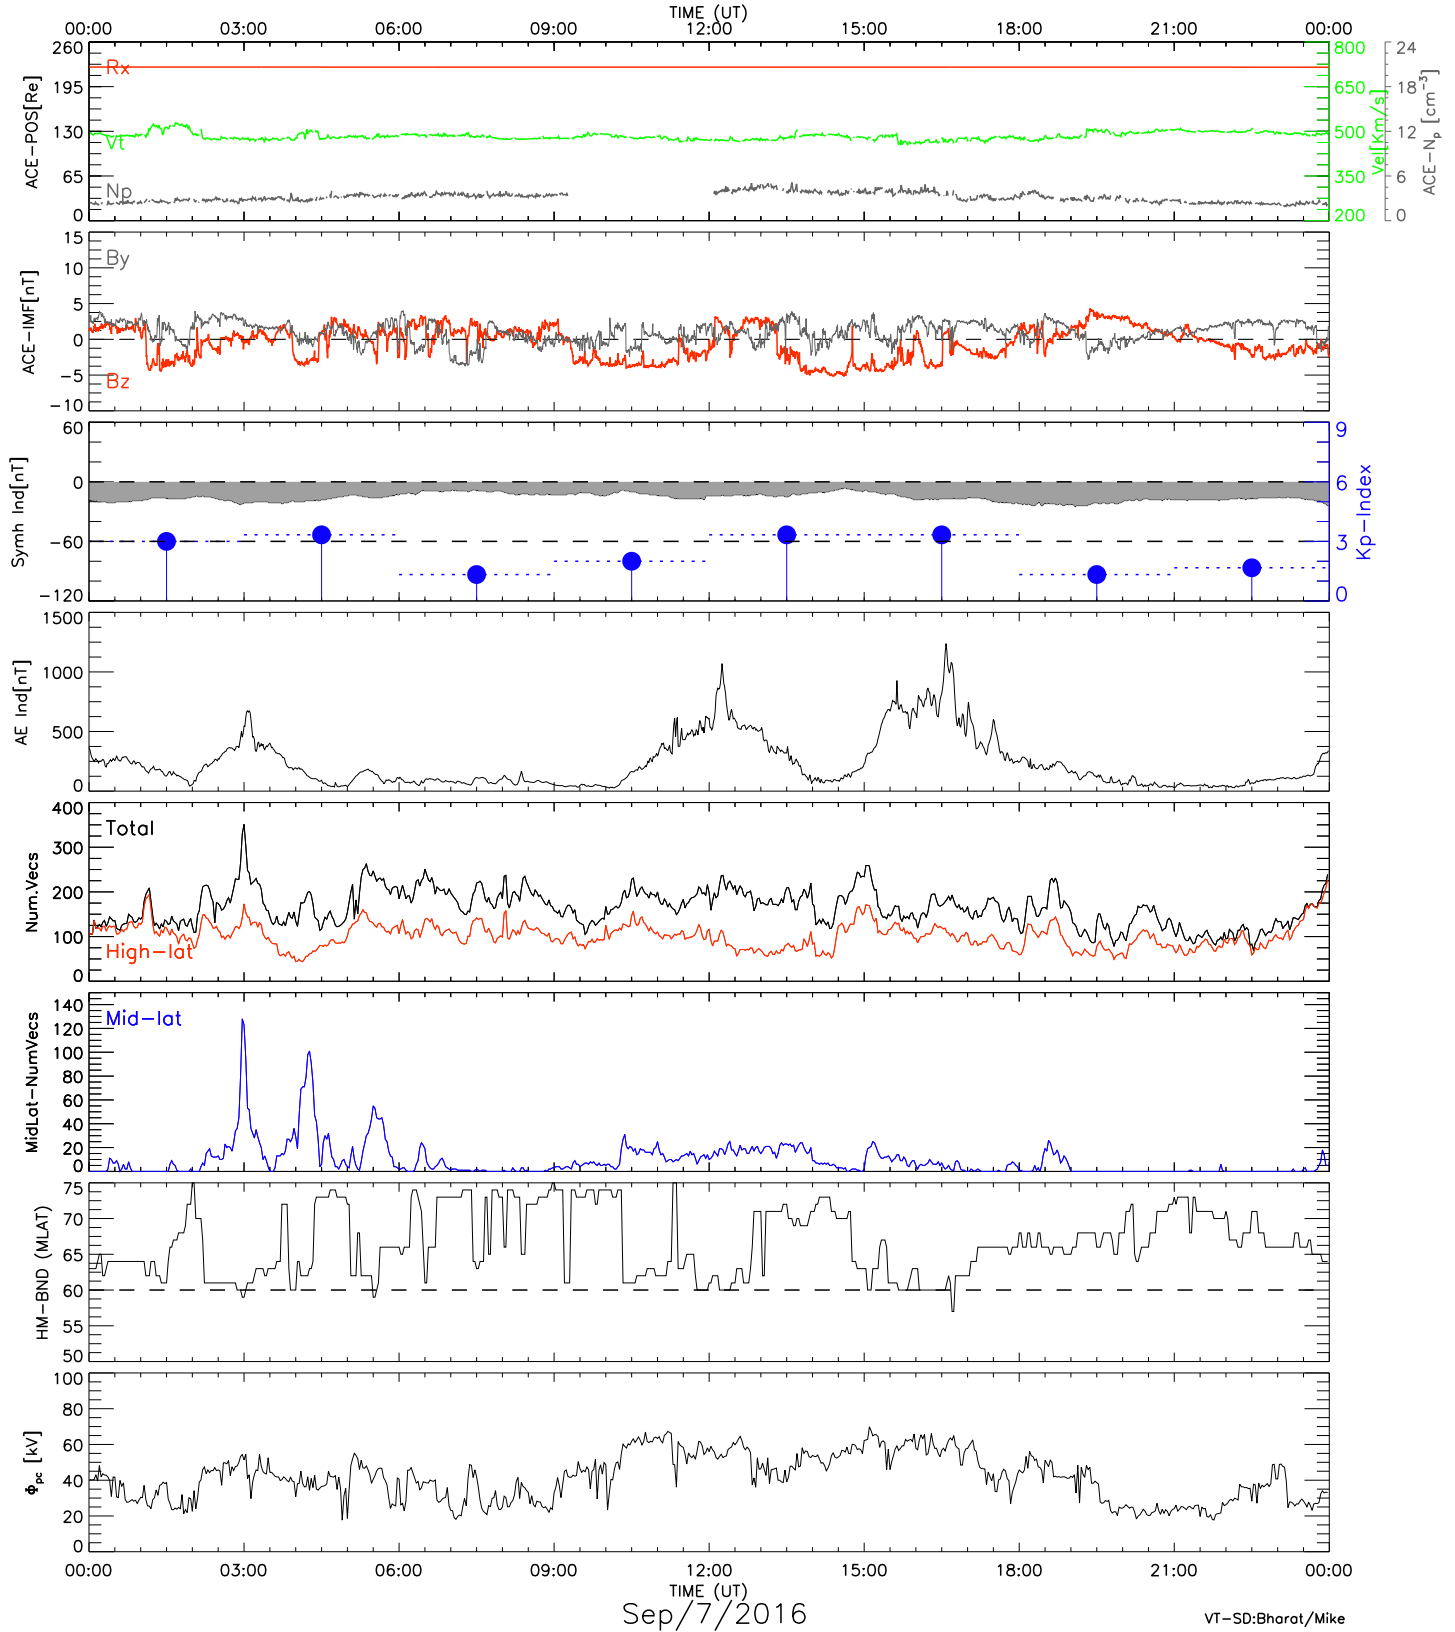 TIME (UT)
00:00 03:00 06:00 09:00 12:00 15:00 18:00 21:00 00:00
ACE-POS[Re]
260
195
130
65
0
Rx
Vt
Np
800
650
500
350
200
Vel[Km/s]
24
18
12
6
0
ACE-Np [cm-3]
ACE-IMF[nT]
15
10
5
0
-5
-10
By
Bz
Symh Ind[nT]
60
0
-60
-120
9
6
3
0
Kp-Index
AE Ind[nT]
1500
1000
500
0
Num.Vecs
400
300
200
100
0
Total
High-lat
MidLat-NumVecs
140
120
100
80
60
40
20
0
Mid-lat
HM-BND (MLAT)
75
70
65
60
55
50
Φpc [kV]
100
80
60
40
20
0
00:00 03:00 06:00 09:00 12:00 15:00 18:00 21:00 00:00
TIME (UT)
Sep/7/2016
VT-SD:Bharat/Mike